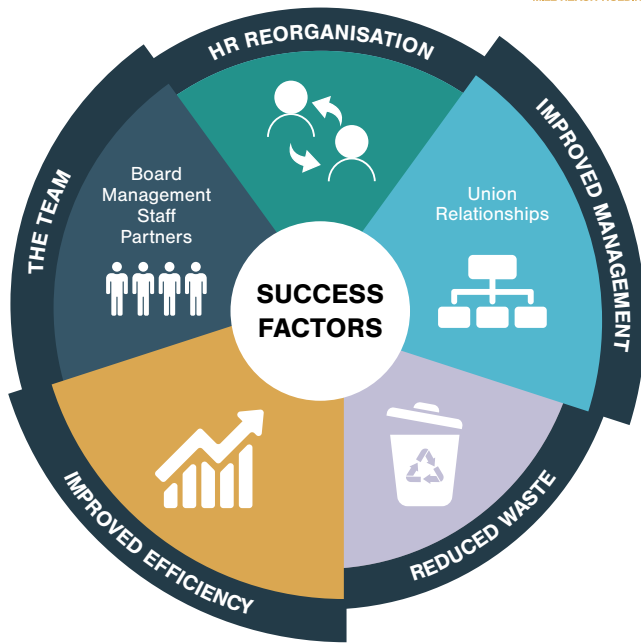 HR REORGANISATION
IMPROVED MANAGEMENT
Union
Relationships
REDUCED WASTE
IMPROVED EFFICIENCY
THE TEAM
Board
Management
Staff
Partners
SUCCESS
FACTORS